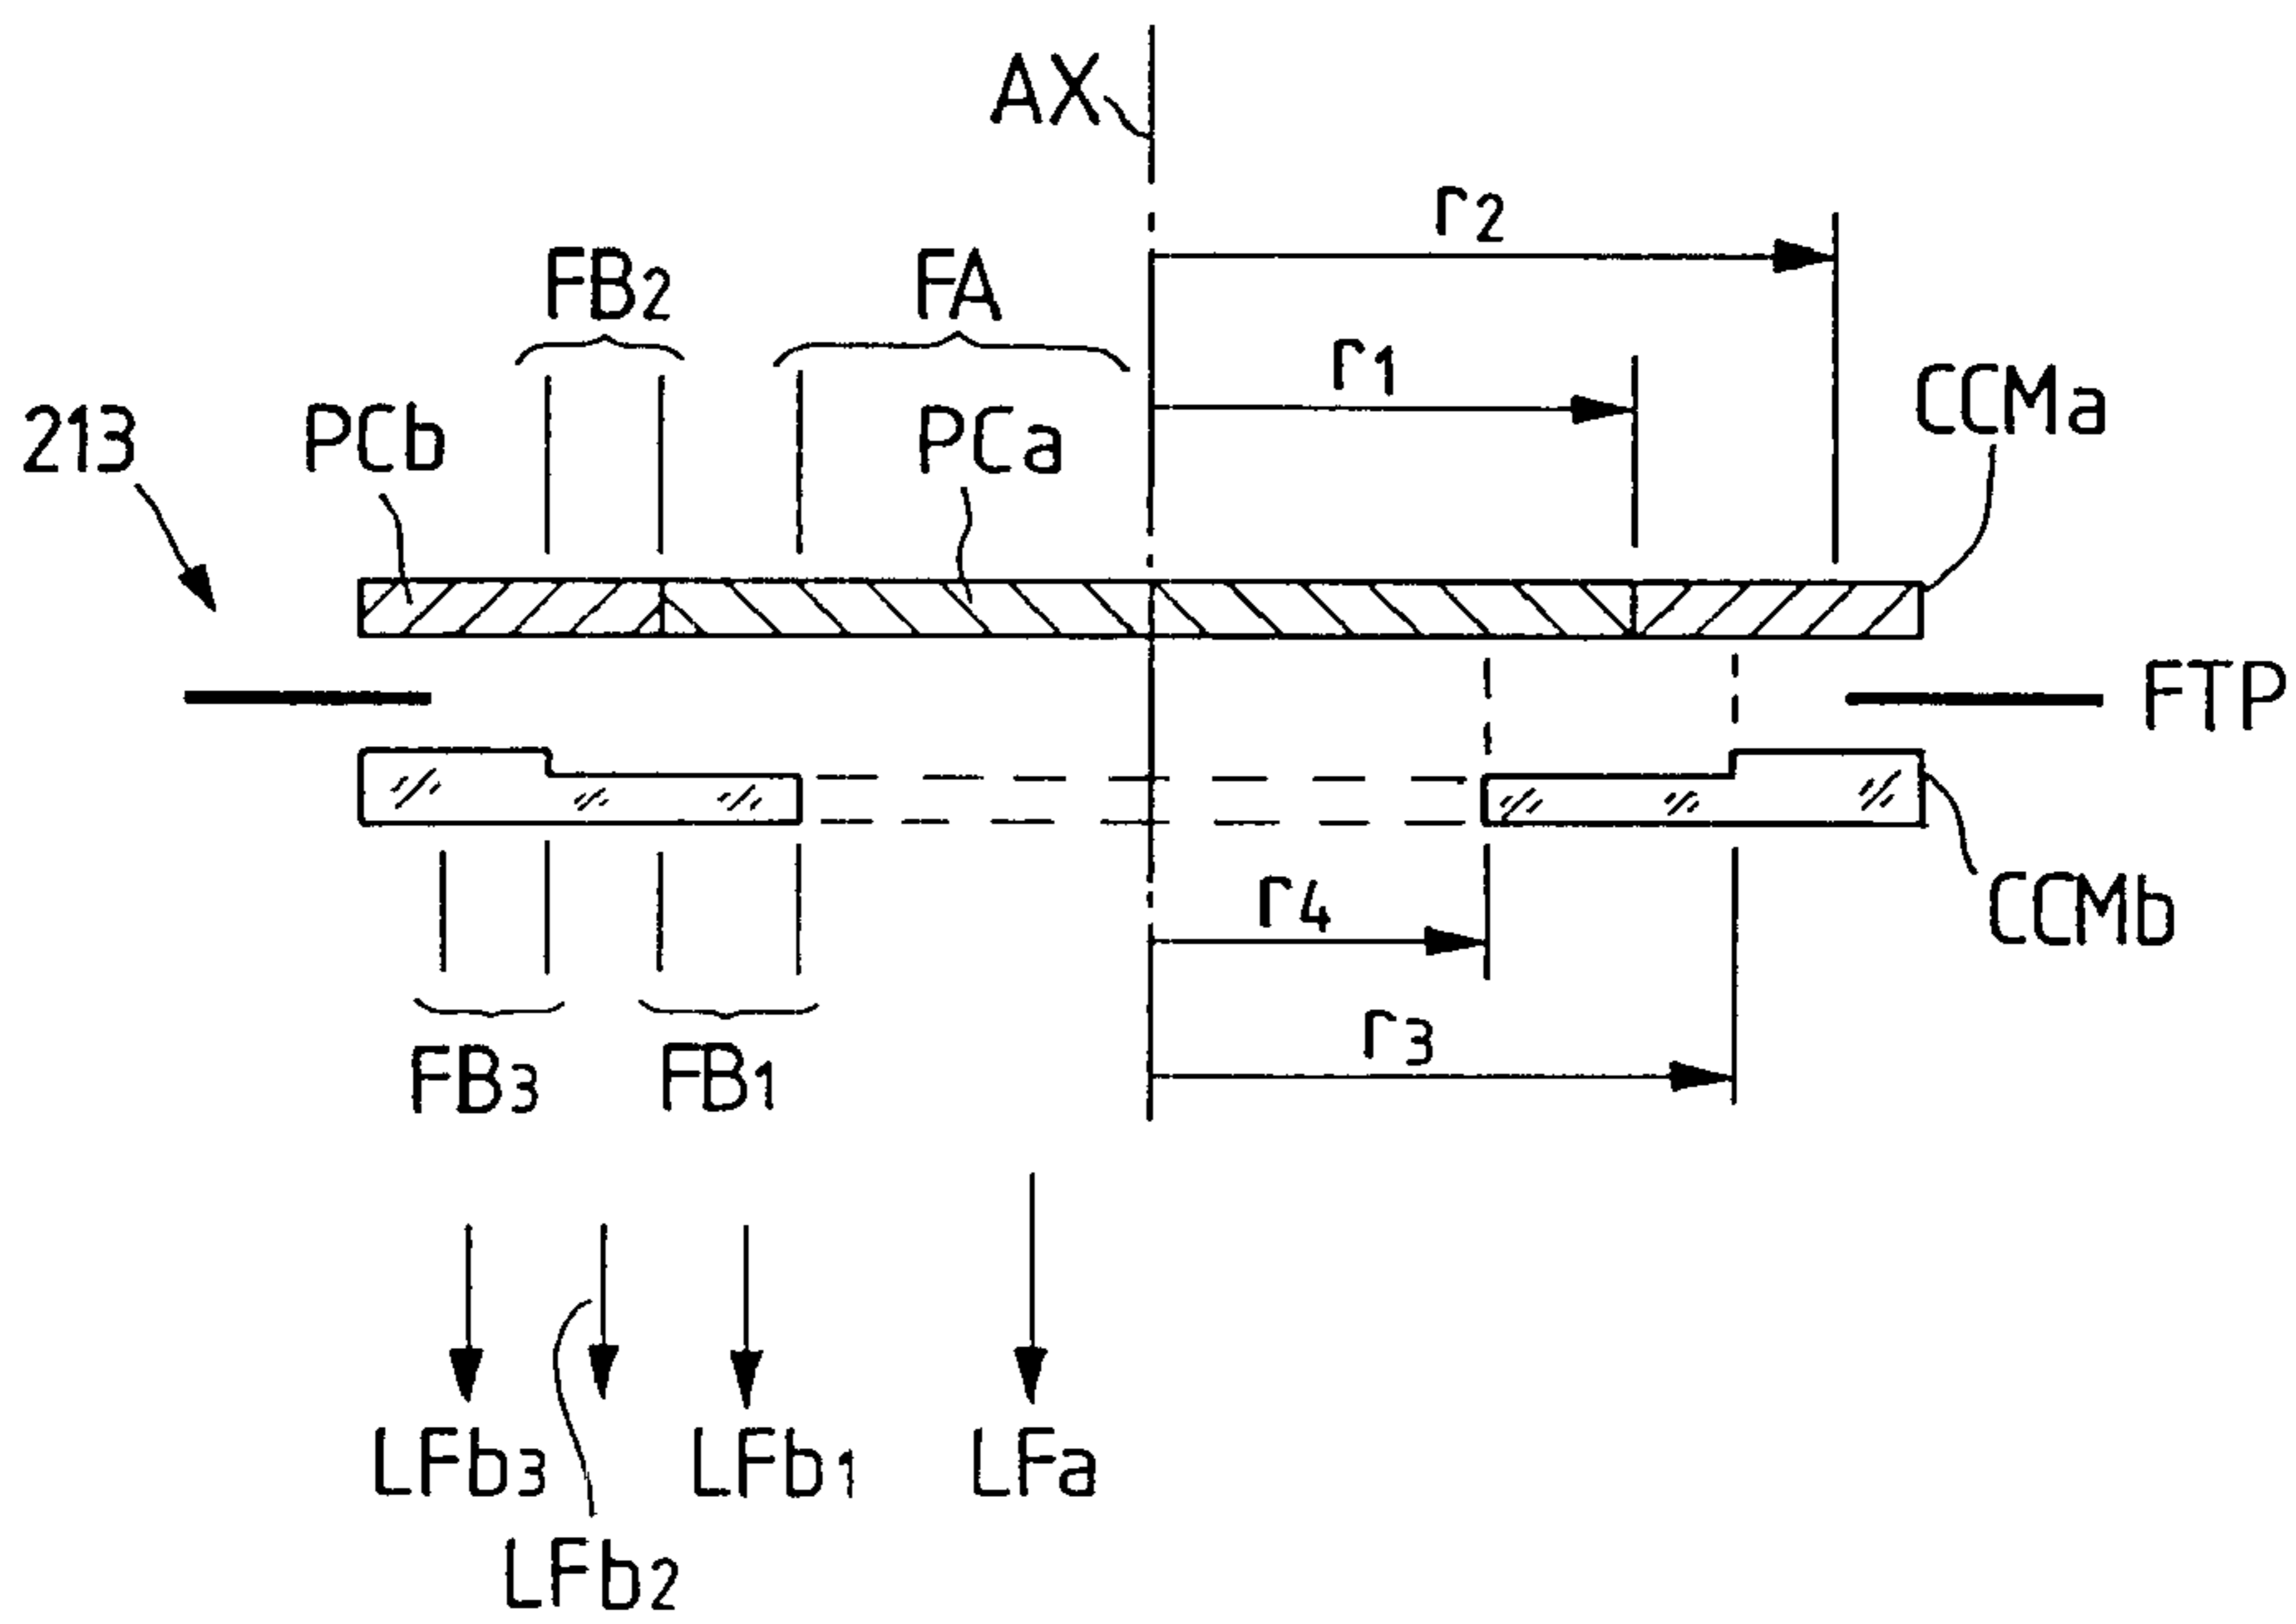 AX
r2
FB2
FA
r1
CCMa
213
PCb
PCa
FTP
r4
CCMb
r3
FB3
FB1
LFb3
LFb1
LFa
LFb2